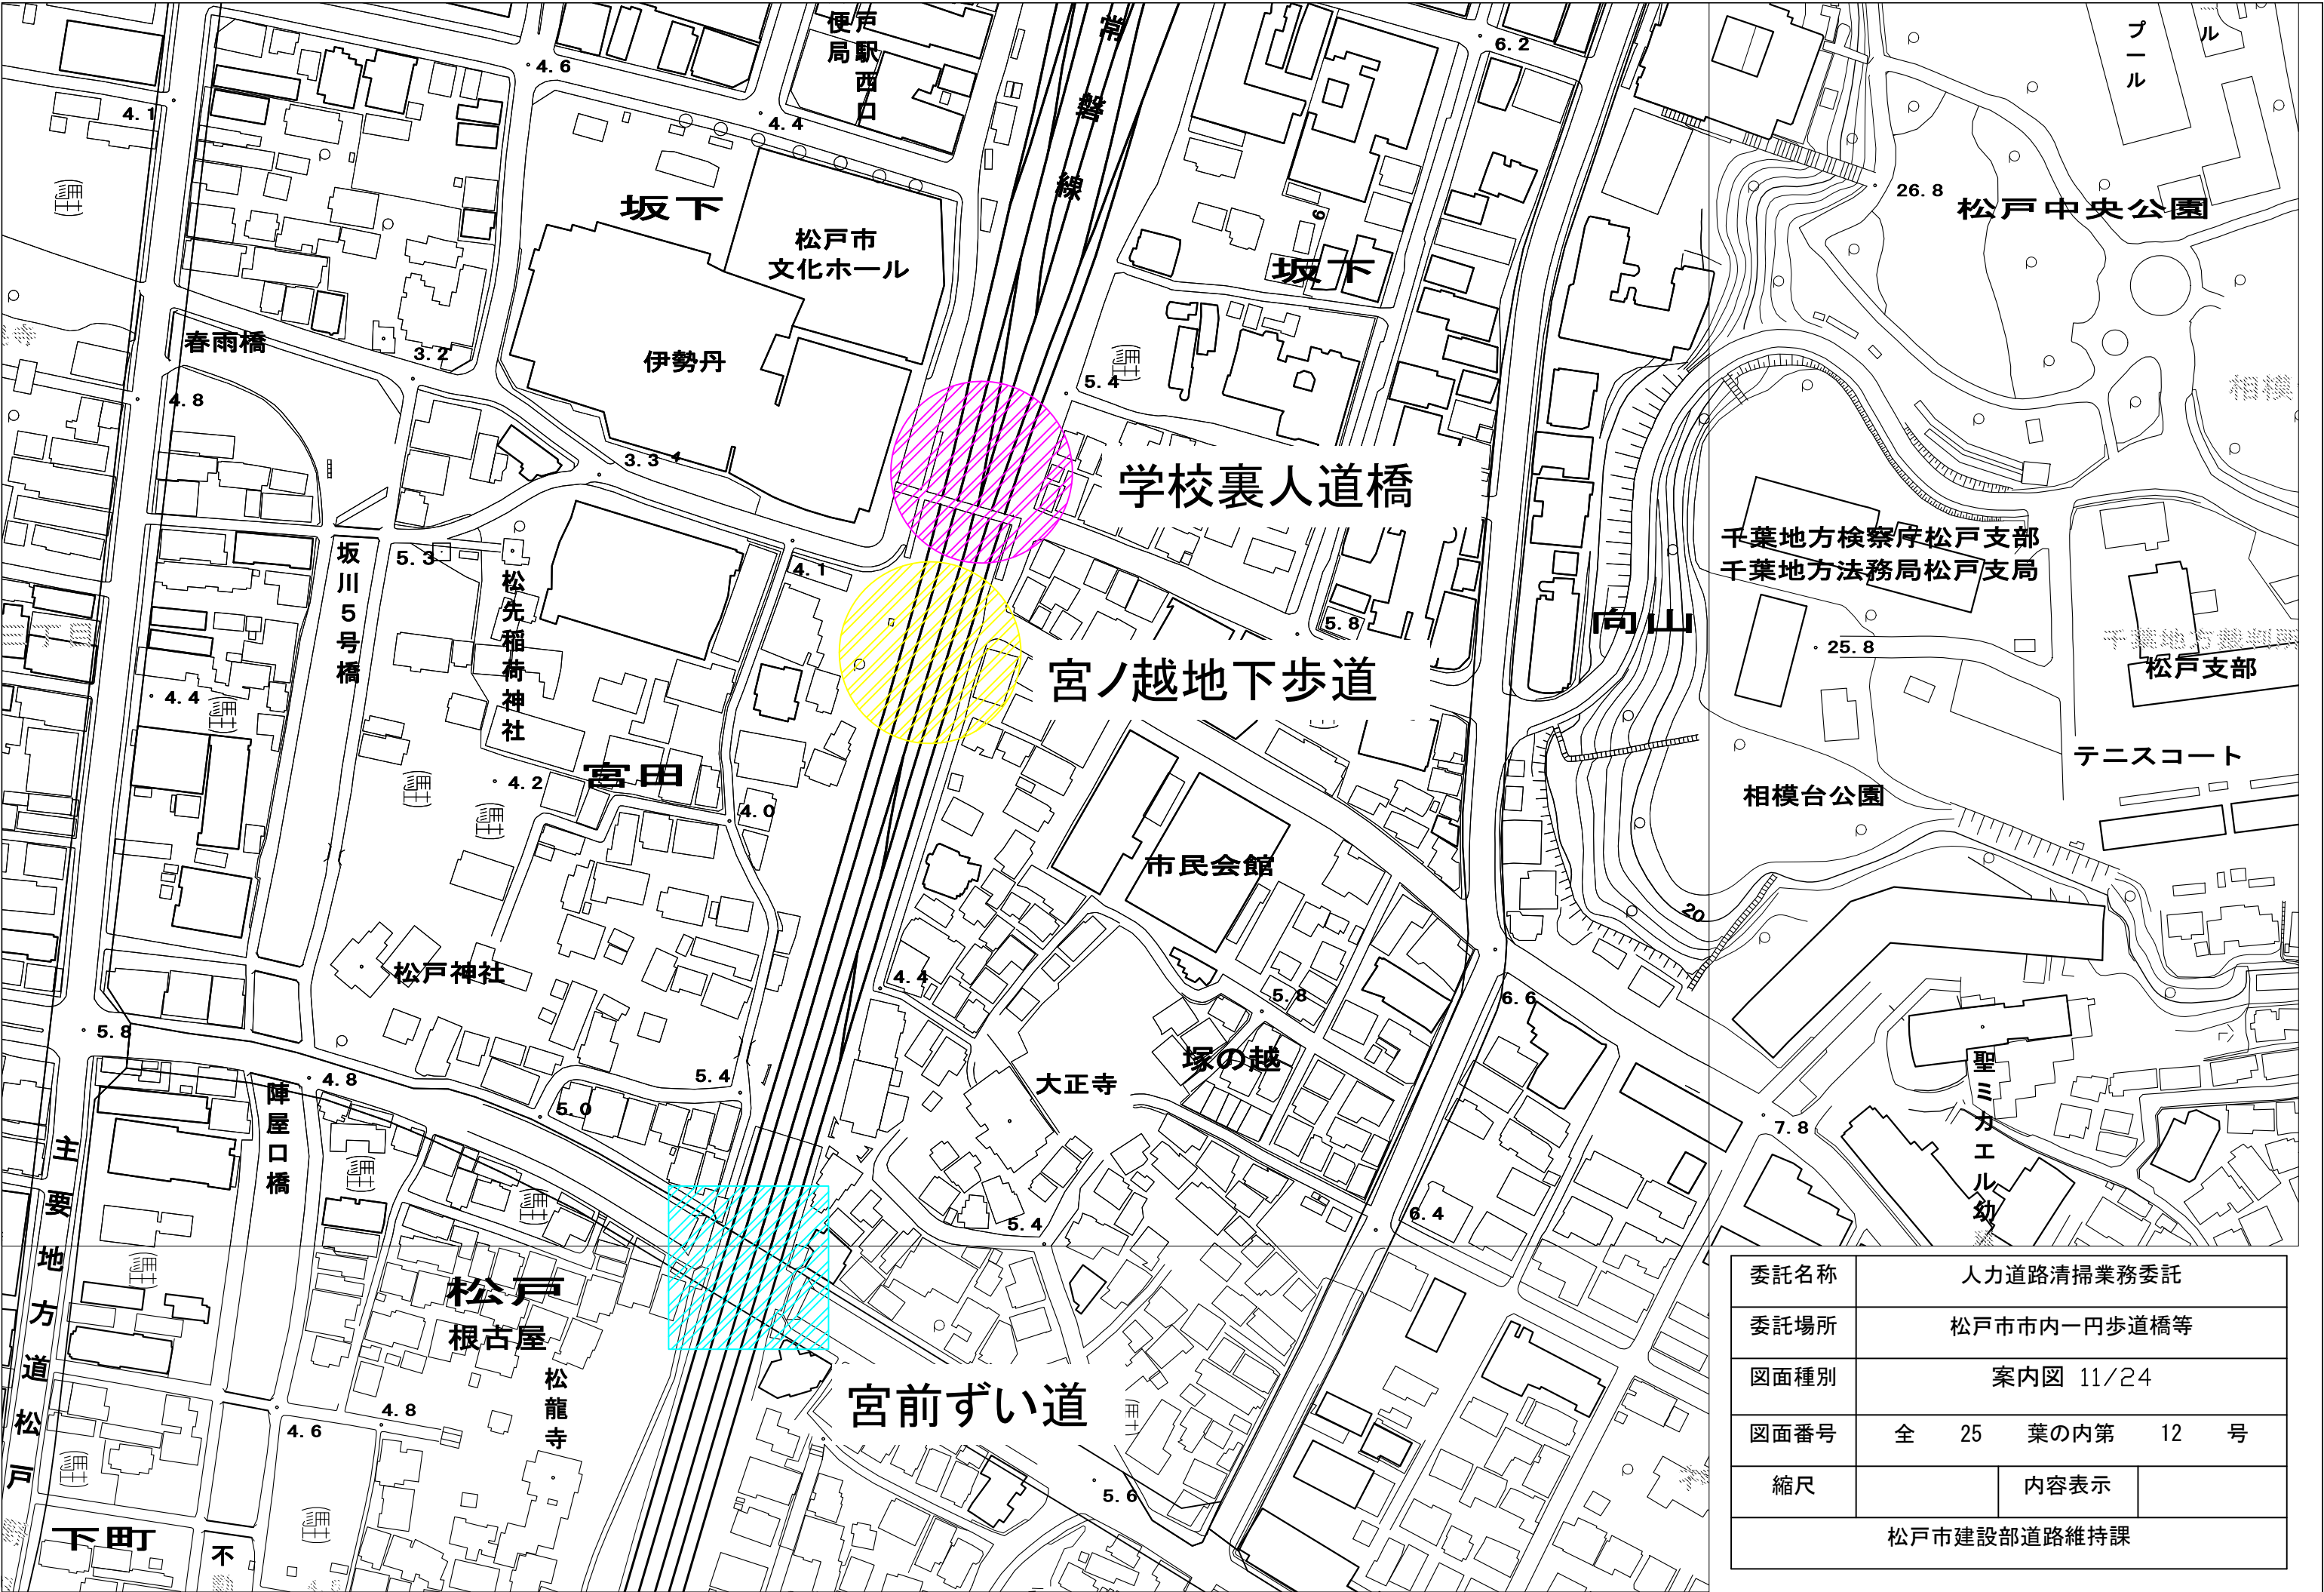 戸駅西口
便局
常磐線
6.2
プール
ル
4.6
4.1
4.4
坂下
松戸市
文化ホール
6
坂下
26.8
松戸中央公園
春雨橋
3.2
伊勢丹
5.4
4.8
相模
3.3
4
学校裏人道橋
坂川5号橋
5.3
松先稲荷神社
4.1
千葉地方検察庁松戸支部
千葉地方法務局松戸支局
5.8
向山
25.8
宮ノ越地下歩道
松戸支部
4.4
4.2
宮田
4.0
テニスコート
相模台公園
市民会館
20
松戸神社
4.4
5.8
6.6
5.8
塚の越
大正寺
5.4
4.8
5.0
陣屋口橋
聖ミカエル幼
7.8
主要地方道松戸
5.4
6.4
松戸
根古屋
松龍寺
宮前ずい道
4.8
4.6
5.6
下町
不
委託名称 人力道路清掃業務委託
委託場所 松戸市市内一円歩道橋等
図面種別 案内図 11/24
図面番号 全 25 葉の内第 12 号
縮尺 内容表示
松戸市建設部道路維持課